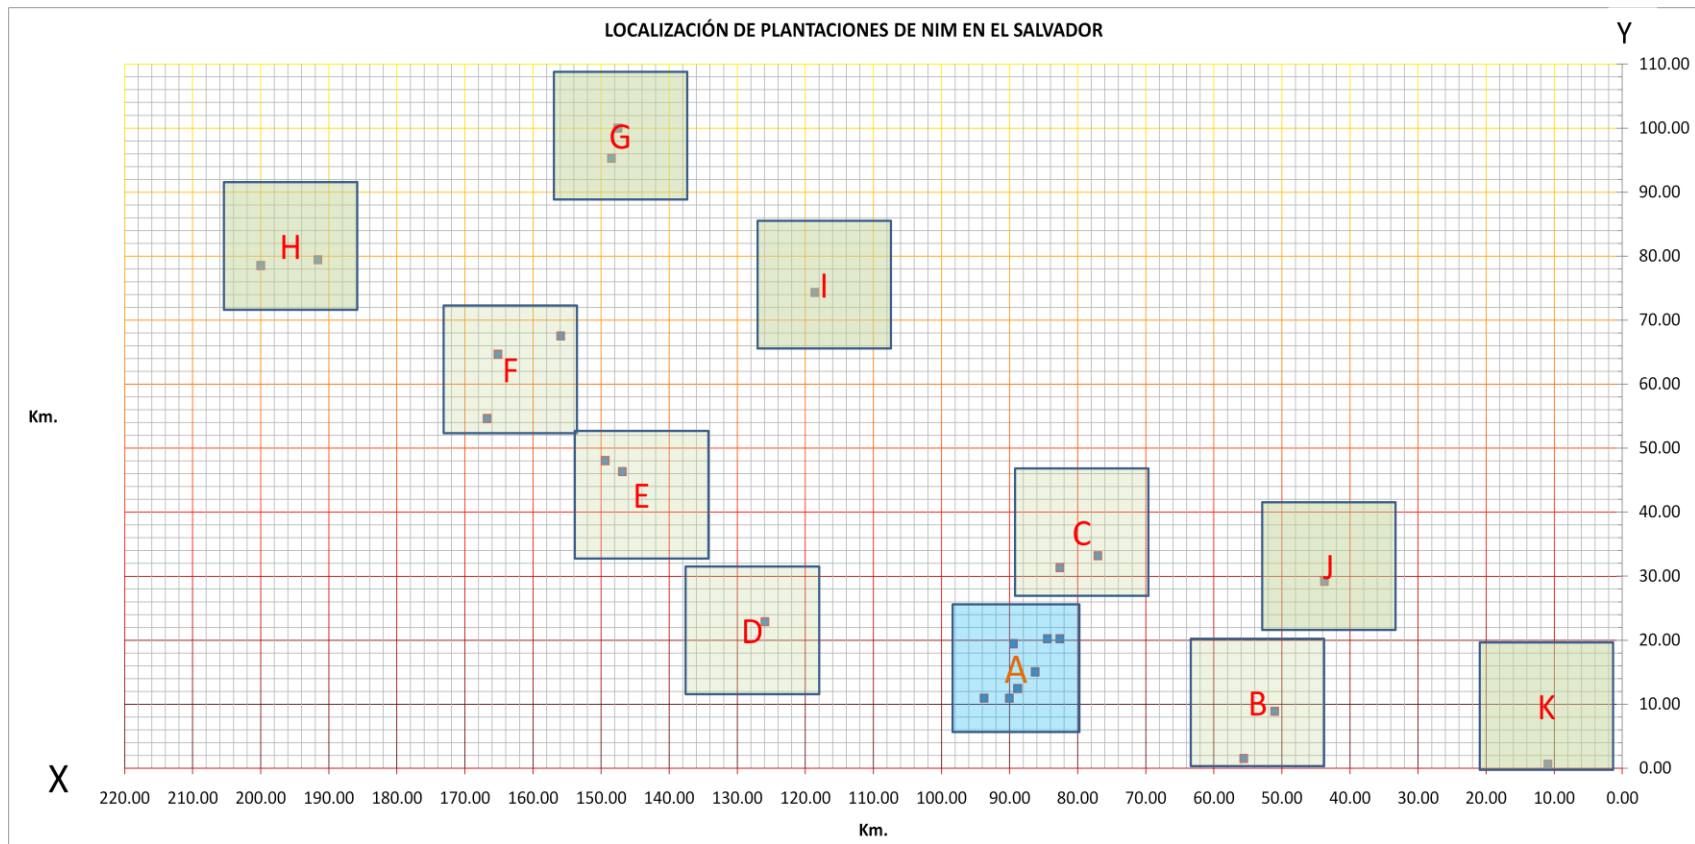 LOCALIZACIÓN DE PLANTACIONES DE NIM EN EL SALVADOR
Y
110.00
G
100.00
90.00
H
I
80.00
70.00
F
60.00
Km.
50.00
E
C
40.00
J
30.00
D
20.00
A
B
K
10.00
X
0.00
220.00 210.00 200.00 190.00 180.00 170.00 160.00 150.00 140.00 130.00 120.00 110.00 100.00 90.00 80.00 70.00 60.00 50.00 40.00 30.00 20.00 10.00 0.00
Km.